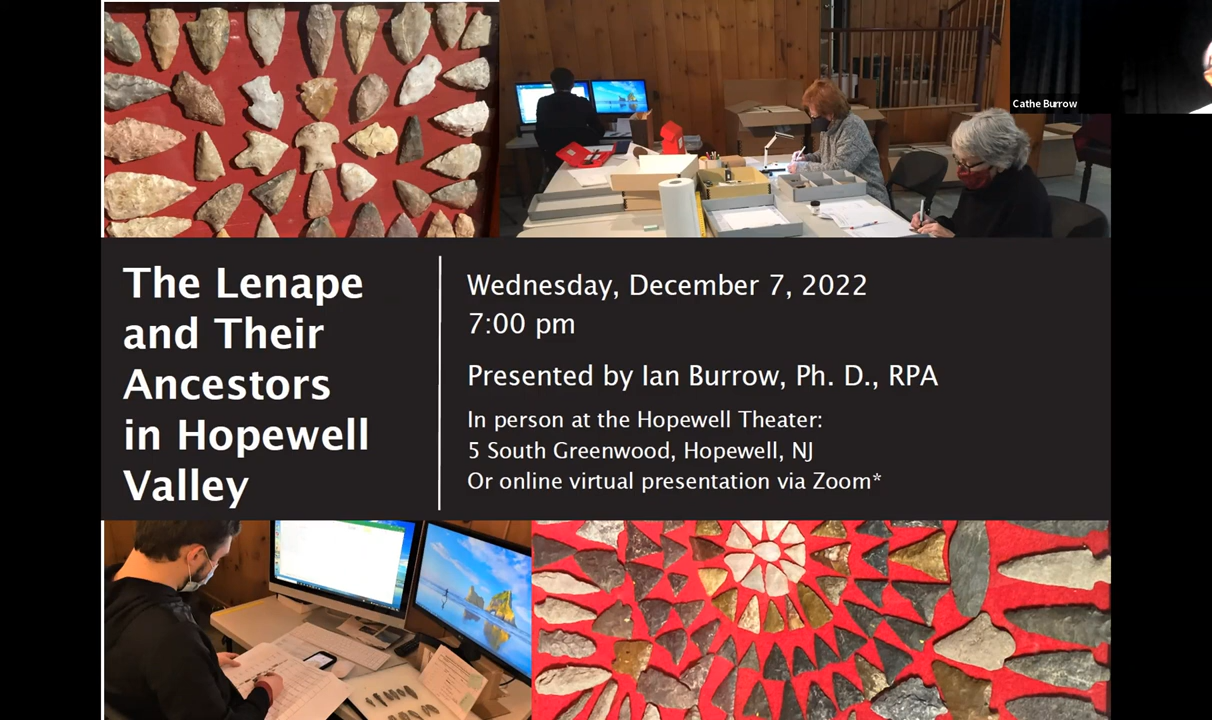 Cathe Burrow
The Lenape
and Their
Ancestors
in Hopewell
Valley
Wednesday, December 7, 2022
7:00 pm
Presented by Ian Burrow, Ph. D., RPA
In person at the Hopewell Theater:
5 South Greenwood, Hopewell, NJ
Or online virtual presentation via Zoom*